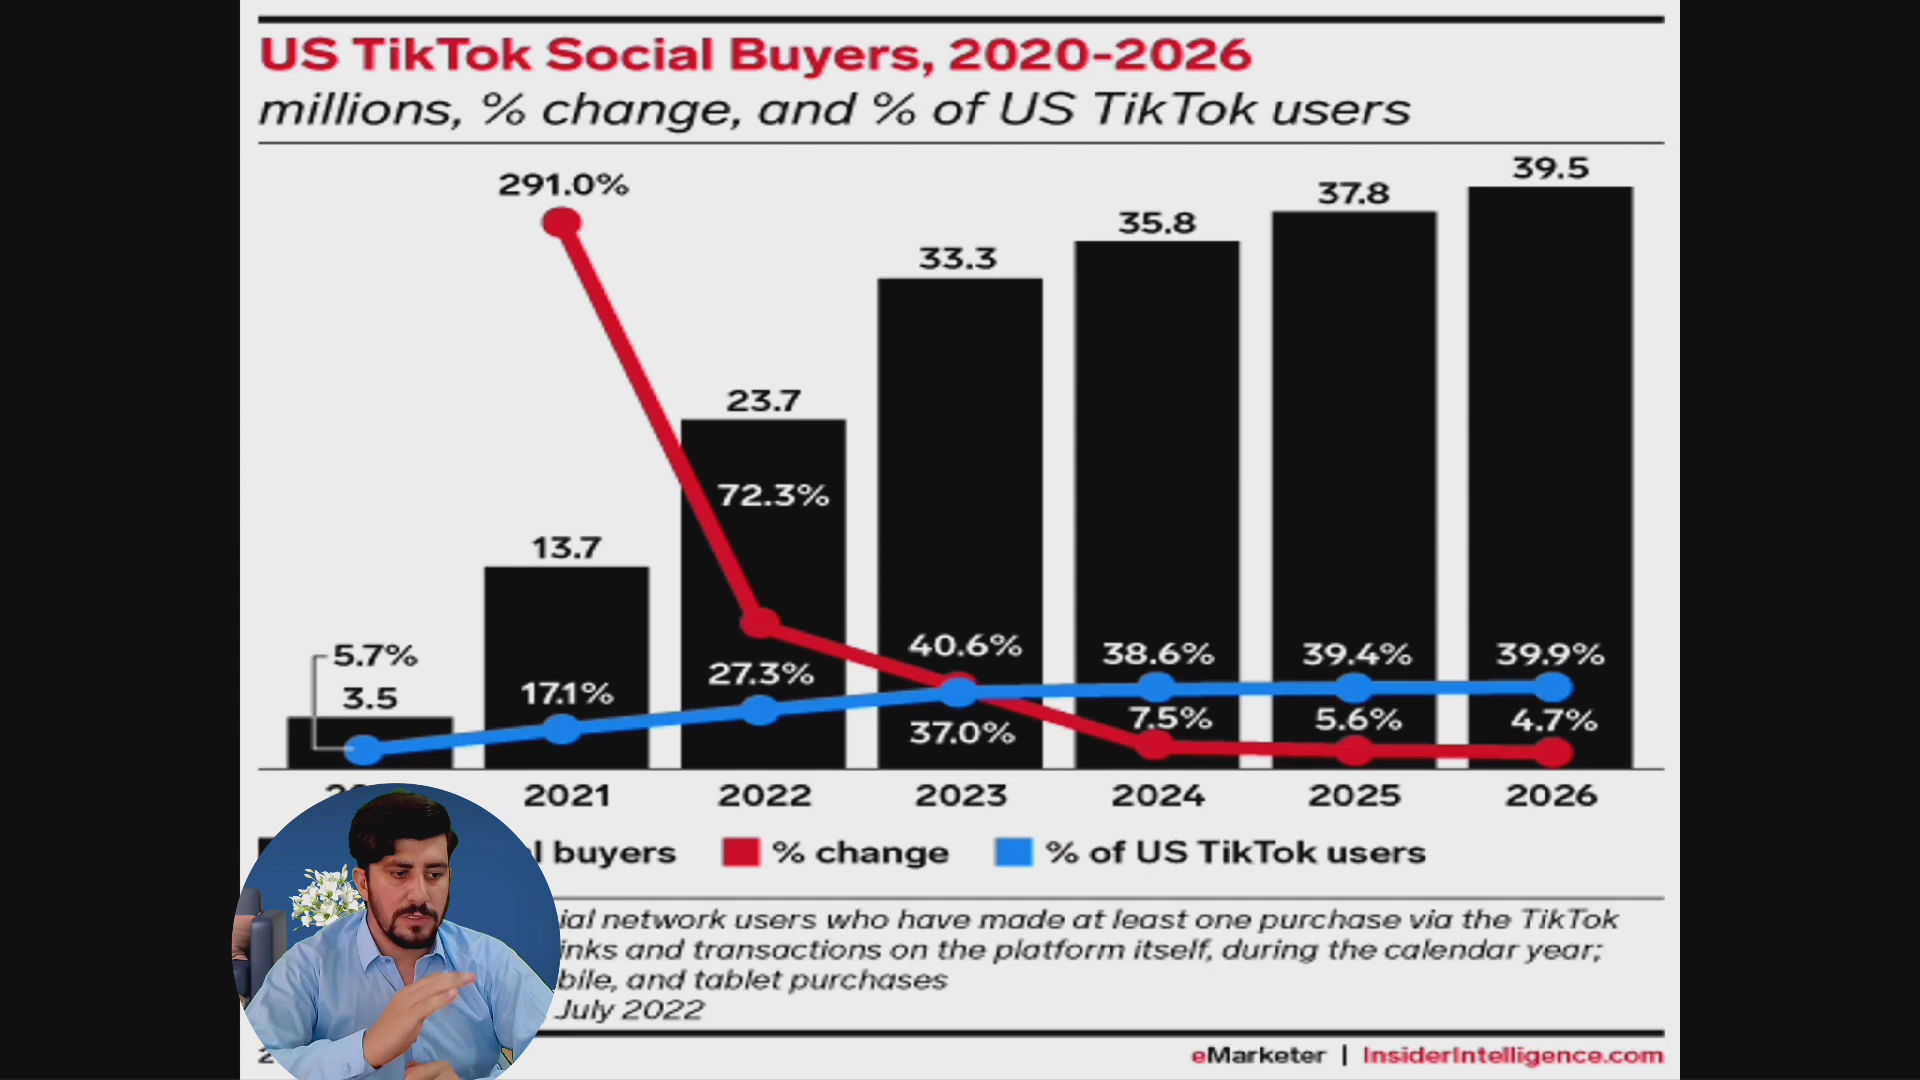 US TikTok Social Buyers, 2020-2026
millions, % change, and % of US TikTok users
39.5
37.8
35.8
33.3
291.0%
23.7
72.3%
13.7
5.7%
3.5
17.1%
27.3%
40.6%
37.0%
38.6%
7.5%
39.4%
5.6%
39.9%
4.7%
2021 2022 2023 2024 2025 2026
buyers % change % of US TikTok users
network users who have made at least one purchase via the TikTok
and transactions on the platform itself, during the calendar year;
and tablet purchases
July 2022
eMarketer | InsiderIntelligence.com